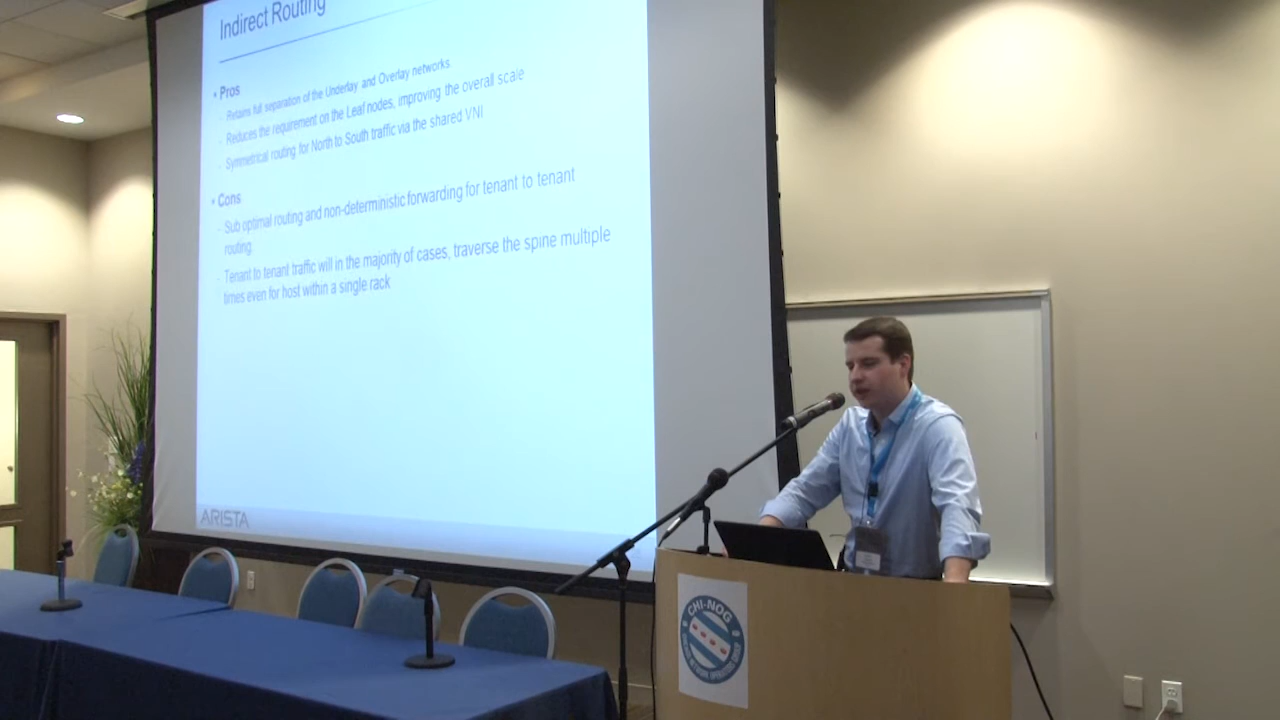 Indirect Routing
• Pros
- Retains full separation of the Underlay and Overlay networks
- Reduces the requirement on the Leaf nodes, improving the overall scale
- Symmetrical routing for North to South traffic via the shared VNI
• Cons
- Sub optimal routing and non-deterministic forwarding for tenant to tenant
routing
- Tenant to tenant traffic will in the majority of cases, traverse the spine multiple
times even for host within a single rack
ARISTA
CHI-NOG